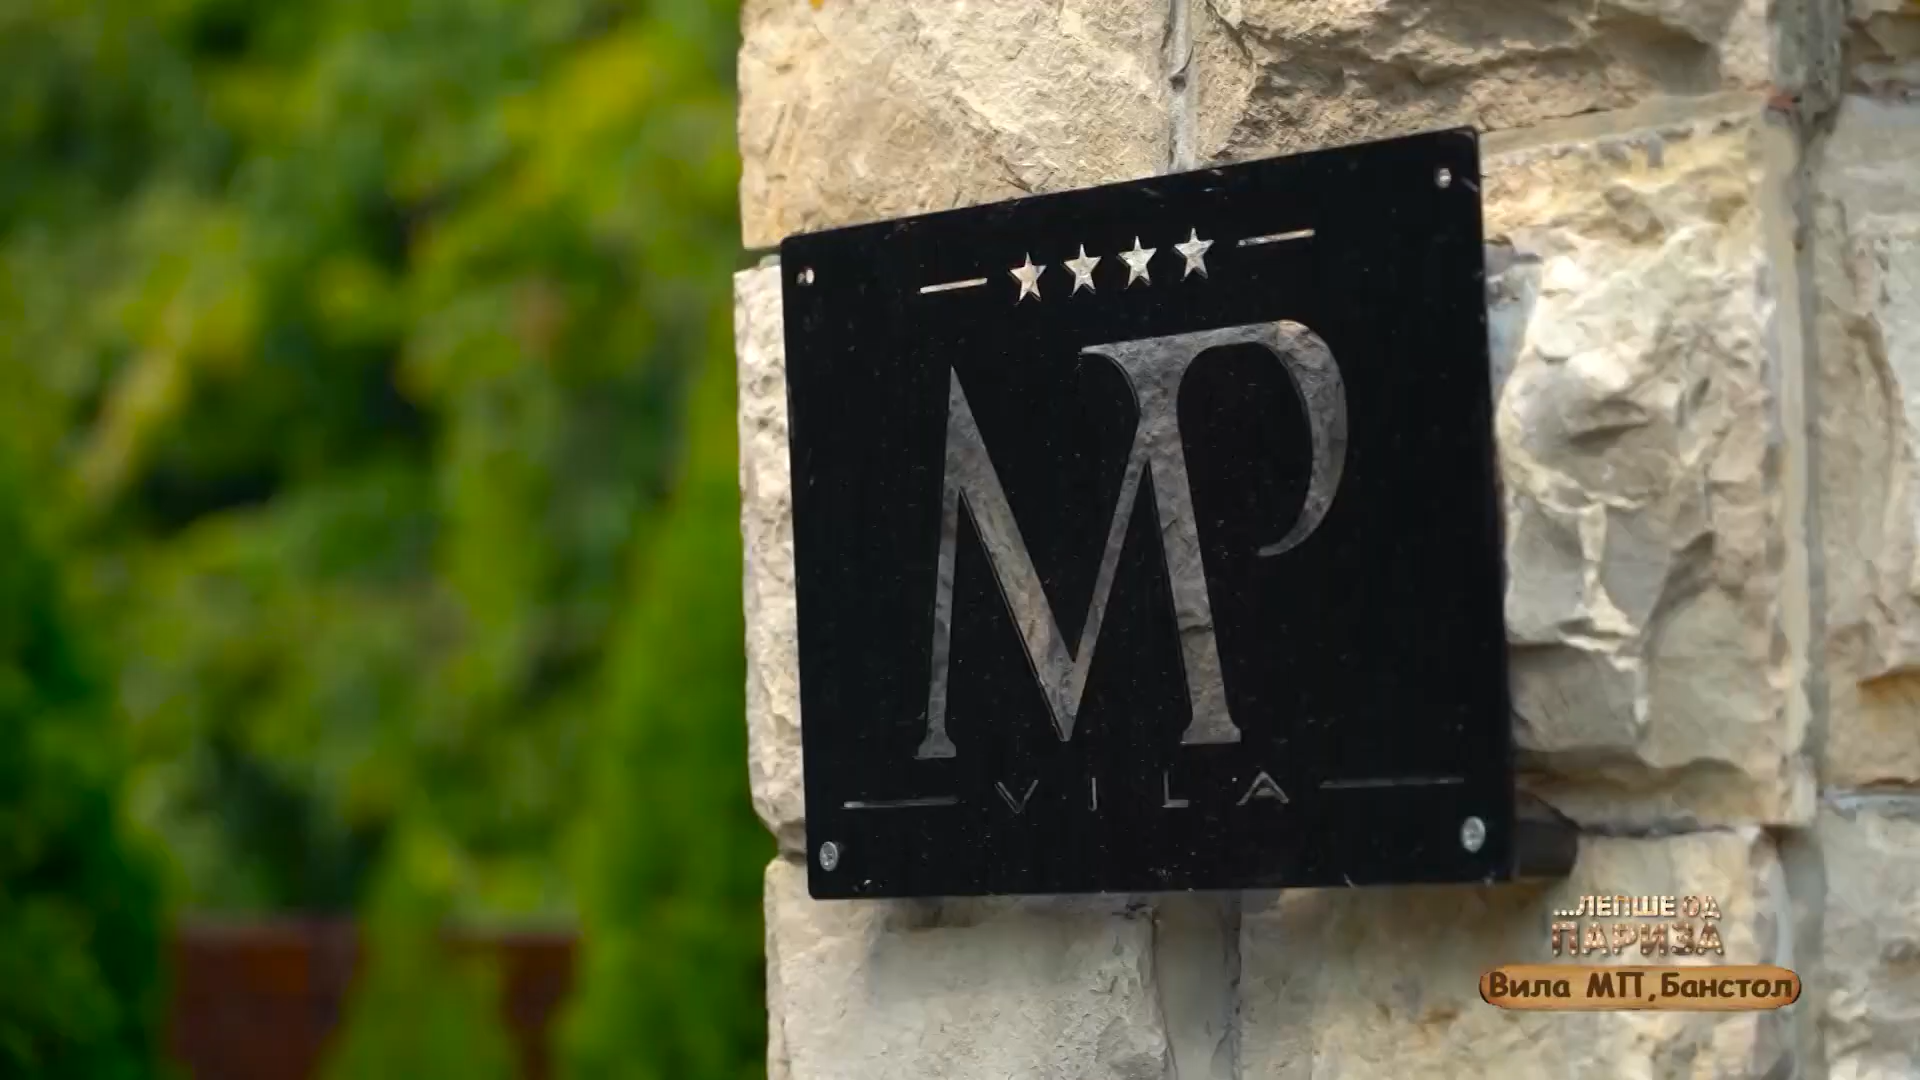 MP
VILA
...ЛЕПШЕ ОД
ПАРИЗА
Вила МП, Банстол